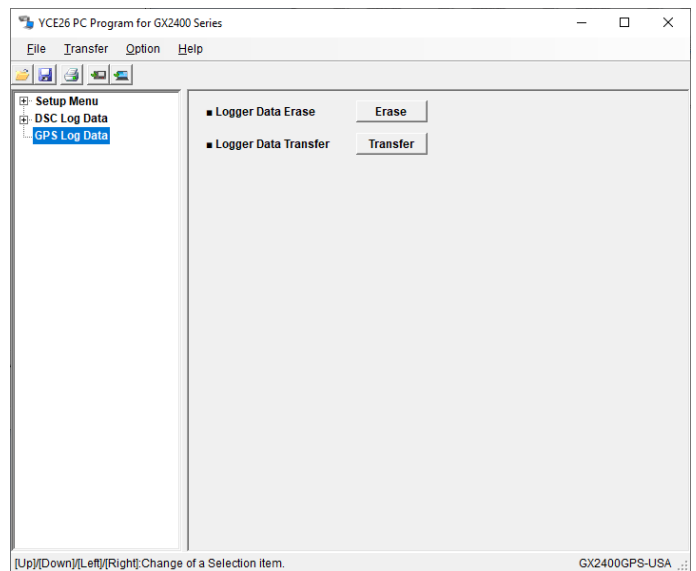 YCE26 PC Program for GX2400 Series
File Transfer Option Help
Setup Menu
DSC Log Data
GPS Log Data
■ Logger Data Erase Erase
■ Logger Data Transfer Transfer
[Up]/[Down]/[Left]/[Right]:Change of a Selection item. GX2400GPS-USA